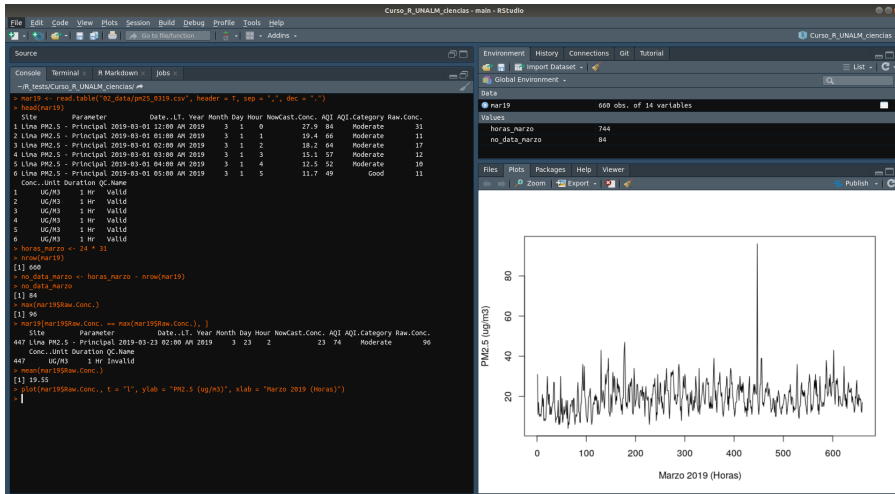 Curso_R_UNALM_ciencias - main - RStudio
File Edit Code View Plots Session Build Debug Profile Tools Help
Go to file/function Addins Curso_R_UNALM_ciencias
Source
Console Terminal × R Markdown × Jobs ×
~/R_tests/Curso_R_UNALM_ciencias/
> mar19 <- read.table("02_data/pm25_0319.csv", header = T, sep = ",", dec = ".")
> head(mar19)
Site Parameter Date..LT. Year Month Day Hour NowCast.Conc. AQI AQI.Category Raw.Conc.
1 Lima PM2.5 - Principal 2019-03-01 12:00 AM 2019 3 1 0 27.9 84 Moderate 31
2 Lima PM2.5 - Principal 2019-03-01 01:00 AM 2019 3 1 1 19.4 66 Moderate 11
3 Lima PM2.5 - Principal 2019-03-01 02:00 AM 2019 3 1 2 18.2 64 Moderate 17
4 Lima PM2.5 - Principal 2019-03-01 03:00 AM 2019 3 1 3 15.1 57 Moderate 12
5 Lima PM2.5 - Principal 2019-03-01 04:00 AM 2019 3 1 4 12.5 52 Moderate 10
6 Lima PM2.5 - Principal 2019-03-01 05:00 AM 2019 3 1 5 11.7 49 Good 11
Conc..Unit Duration QC.Name
1 UG/M3 1 Hr Valid
2 UG/M3 1 Hr Valid
3 UG/M3 1 Hr Valid
4 UG/M3 1 Hr Valid
5 UG/M3 1 Hr Valid
6 UG/M3 1 Hr Valid
> horas_marzo <- 24 * 31
> nrow(mar19)
[1] 660
> no_data_marzo <- horas_marzo - nrow(mar19)
> no_data_marzo
[1] 84
> max(mar19$Raw.Conc.)
[1] 96
> mar19[mar19$Raw.Conc. == max(mar19$Raw.Conc.), ]
Site Parameter Date..LT. Year Month Day Hour NowCast.Conc. AQI AQI.Category Raw.Conc.
447 Lima PM2.5 - Principal 2019-03-23 02:00 AM 2019 3 23 2 23 74 Moderate 96
Conc..Unit Duration QC.Name
447 UG/M3 1 Hr Invalid
> mean(mar19$Raw.Conc.)
[1] 19.55
> plot(mar19$Raw.Conc., t = "l", ylab = "PM2.5 (ug/m3)", xlab = "Marzo 2019 (Horas)")
>
Environment History Connections Git Tutorial
Import Dataset List
Global Environment
Data
mar19 660 obs. of 14 variables
Values
horas_marzo 744
no_data_marzo 84
Files Plots Packages Help Viewer
Zoom Export Publish
80
60
40
20
PM2.5 (ug/m3)
0 100 200 300 400 500 600
Marzo 2019 (Horas)